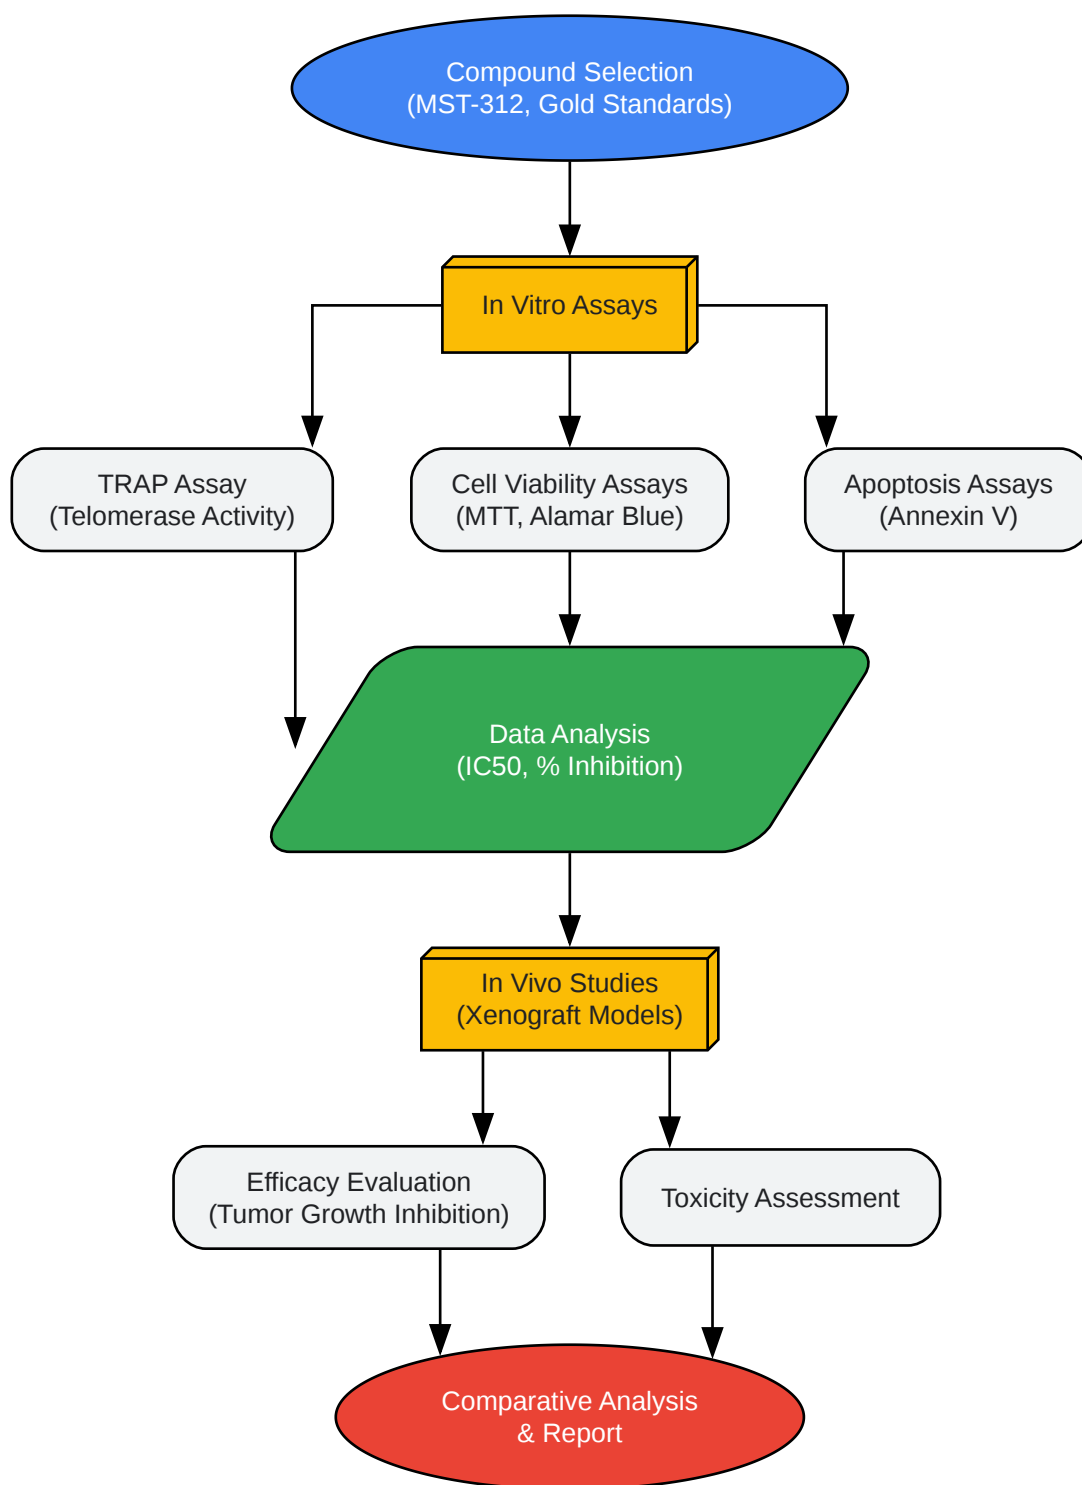 Compound Selection
(MST-312, Gold Standards)
In Vitro Assays
TRAP Assay
(Telomerase Activity)
Cell Viability Assays
(MTT, Alamar Blue)
Apoptosis Assays
(Annexin V)
Data Analysis
(IC50, % Inhibition)
In Vivo Studies
(Xenograft Models)
Efficacy Evaluation
(Tumor Growth Inhibition)
Toxicity Assessment
Comparative Analysis
& Report